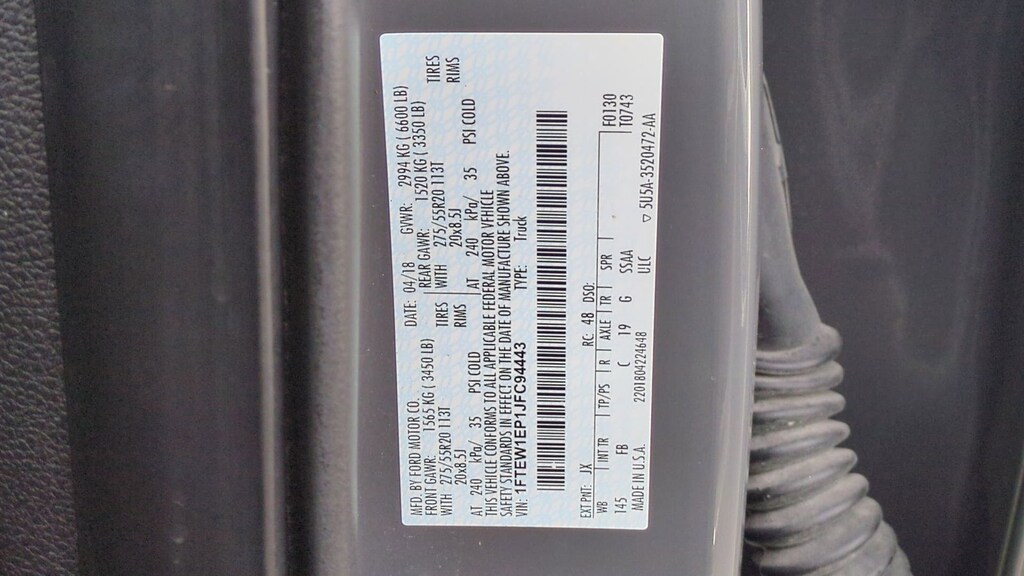 MFD. BY FORD MOTOR CO. DATE: 04/18 GVWR: 2994 KG ( 6600 LB)
FRONT GAWR: 1565 KG ( 3450 LB) REAR GAWR: 1520 KG ( 3350 LB)
WITH 275/55R20 113T TIRES WITH 275/55R20 113T TIRES
20x8.5J RIMS 20x8.5J RIMS
AT 240 kPa/ 35 PSI COLD AT 240 kPa/ 35 PSI COLD
THIS VEHICLE CONFORMS TO ALL APPLICABLE FEDERAL MOTOR VEHICLE
SAFETY STANDARDS IN EFFECT ON THE DATE OF MANUFACTURE SHOWN ABOVE.
VIN: 1FTEW1EP1JFC94443 TYPE: Truck
EXT PNT: JX RC: 48 DSO: F0130
WB INT TR TP/PS R AXLE TR SPR T0743
145 FB C 19 G SSAA
MADE IN U.S.A. 2201804224648 ULC ▽ 5U5A-3520472-AA